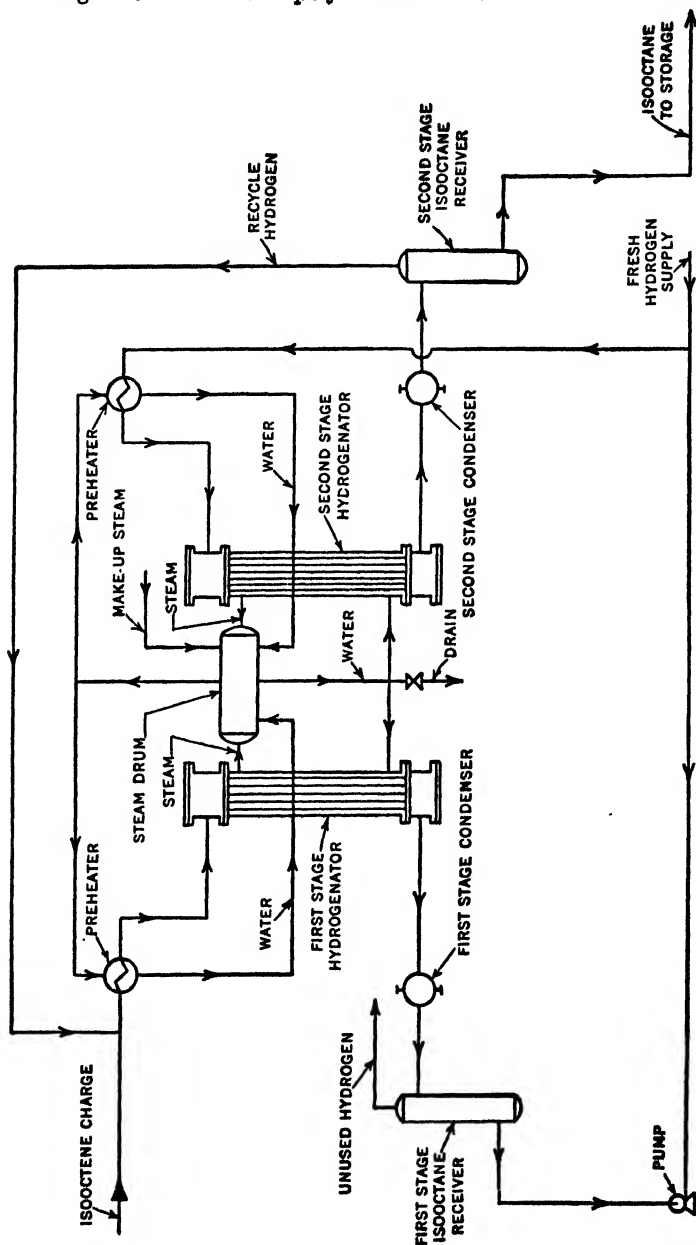 ISOOCTENE CHARGE
PREHEATER
STEAM DRUM
STEAM
MAKE-UP STEAM
STEAM
PREHEATER
RECYCLE
HYDROGEN
WATER
FIRST STAGE
HYDROGENATOR
WATER
DRAIN
WATER
SECOND STAGE
HYDROGENATOR
SECOND STAGE
ISOOCTANE
RECEIVER
UNUSED HYDROGEN
FIRST STAGE CONDENSER
SECOND STAGE CONDENSER
FIRST STAGE
ISOOCTANE
RECEIVER
PUMP
FRESH
HYDROGEN
SUPPLY
ISOOCTANE
TO STORAGE